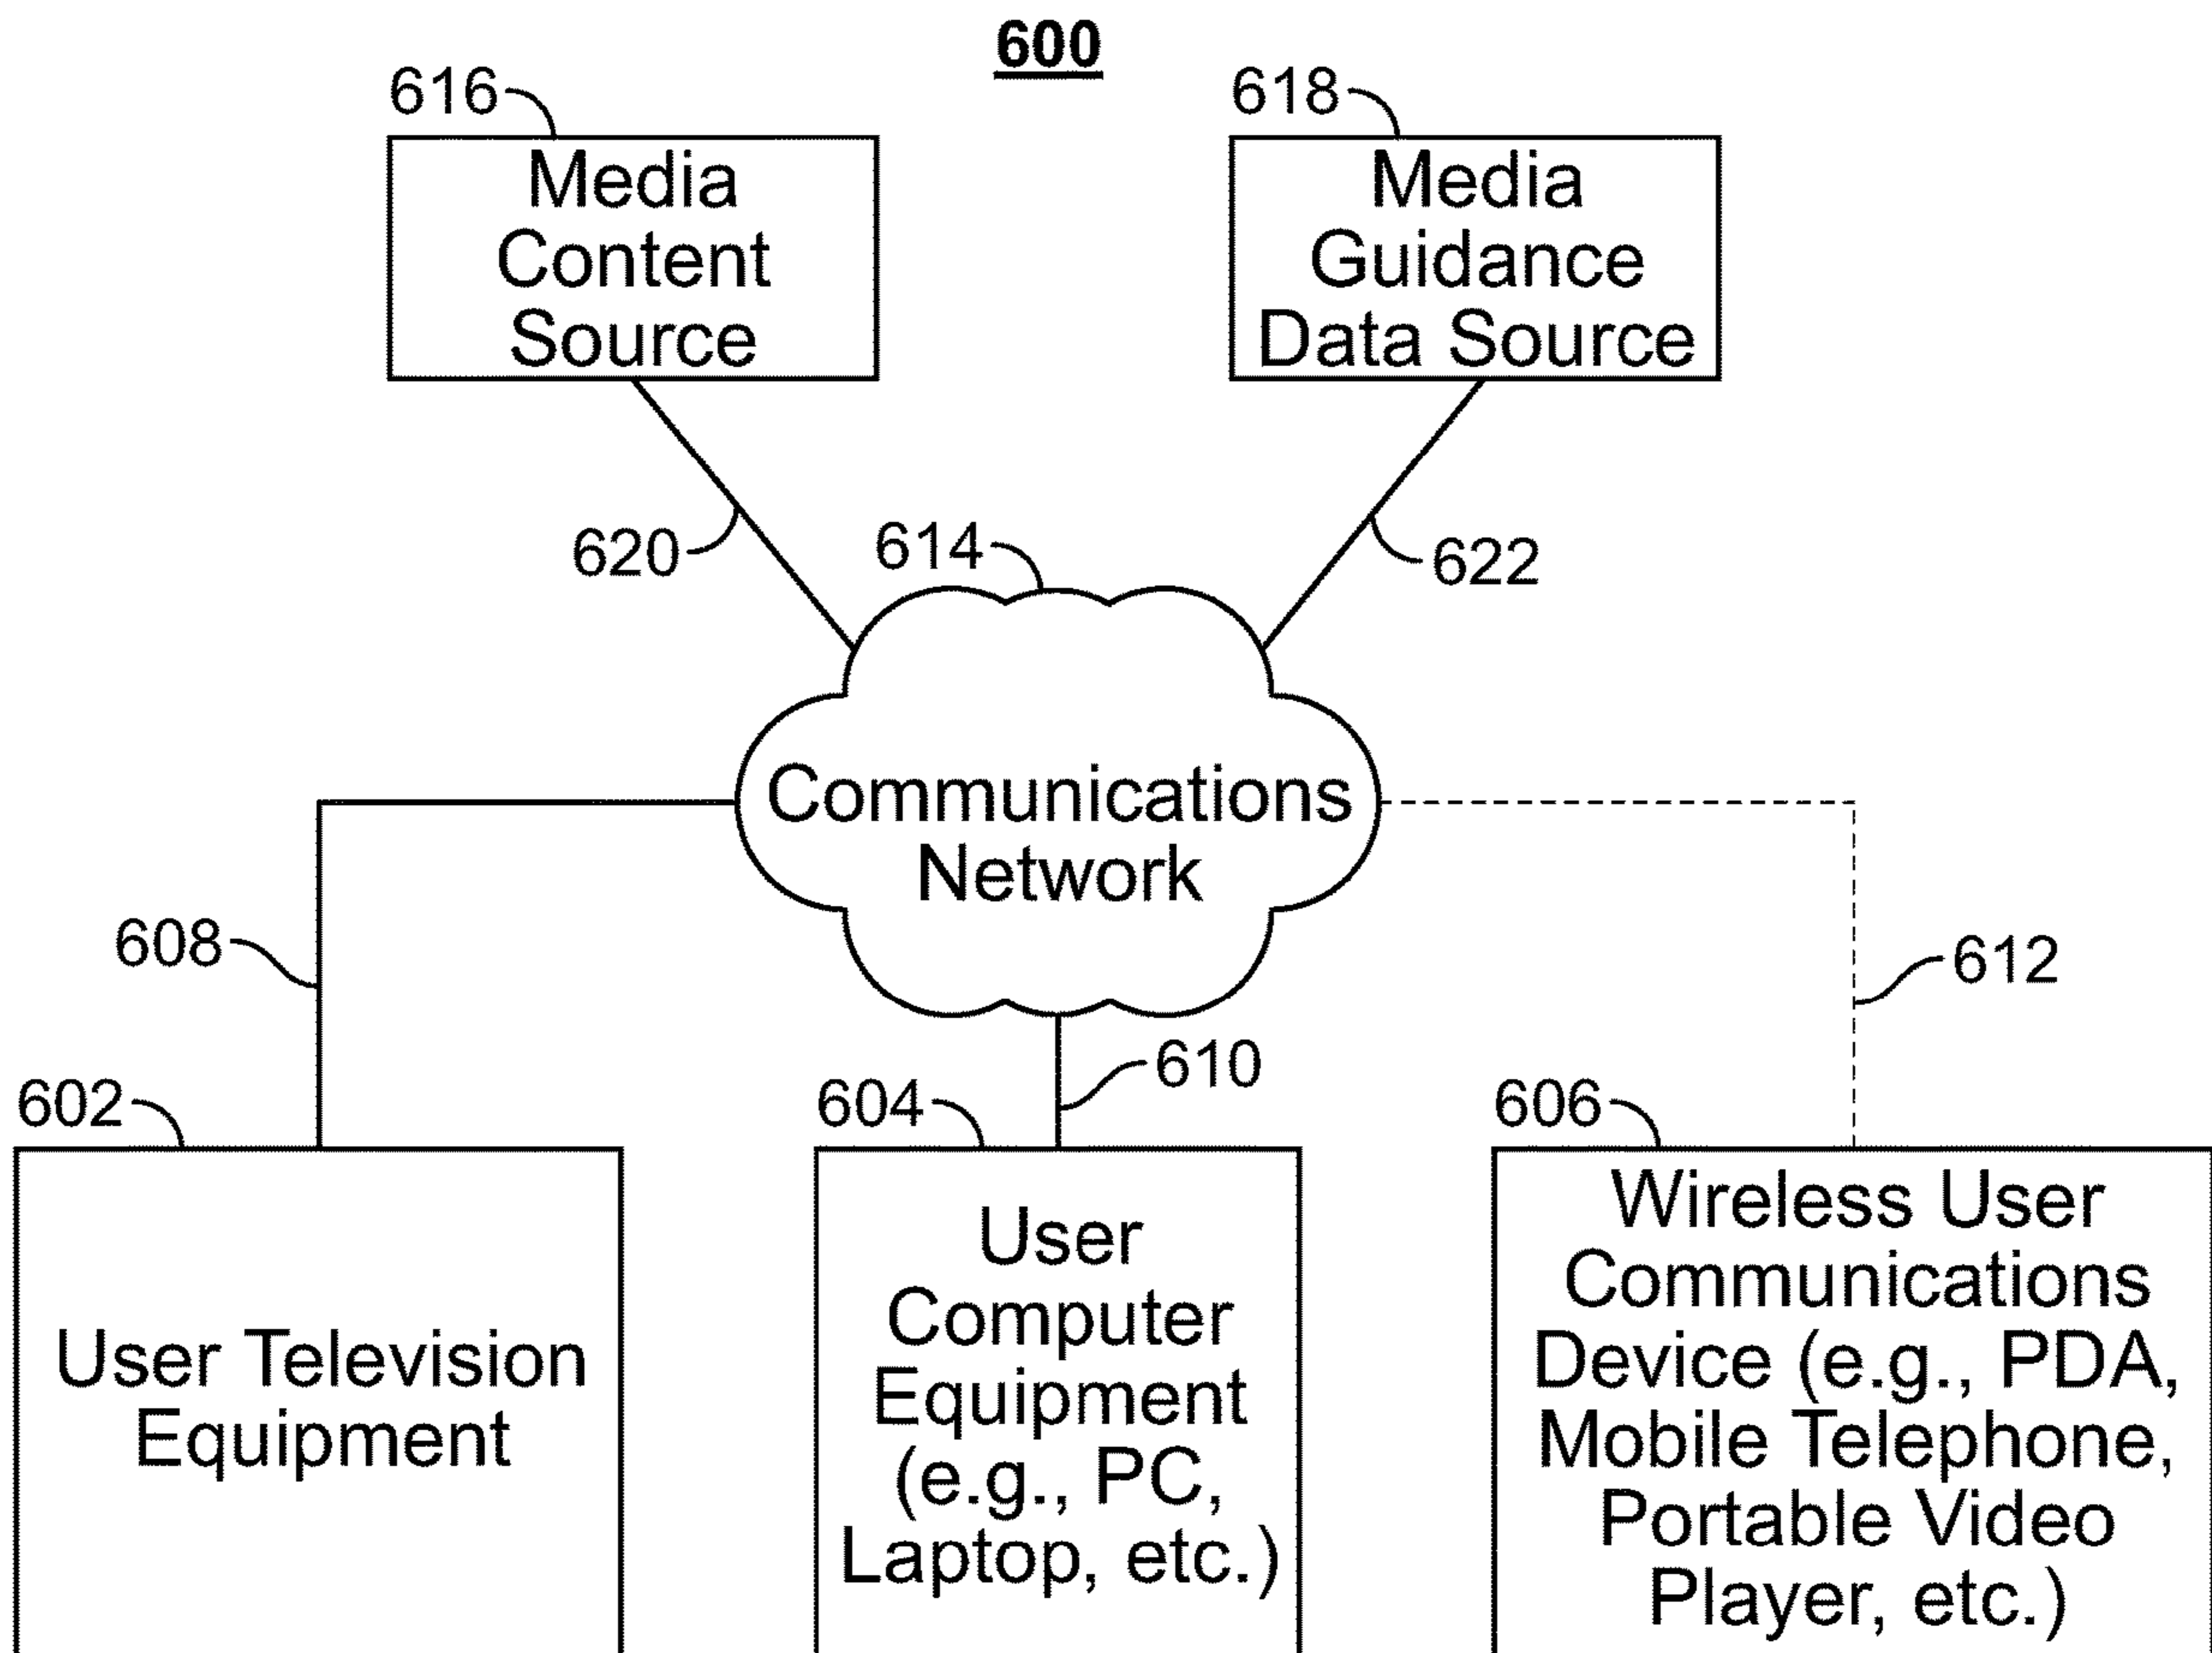 600
616
618
Media
Content
Source
Media
Guidance
Data Source
620
614
622
Communications
Network
608
612
610
602
604
606
User Television
Equipment
User
Computer
Equipment
(e.g., PC,
Laptop, etc.)
Wireless User
Communications
Device (e.g., PDA,
Mobile Telephone,
Portable Video
Player, etc.)